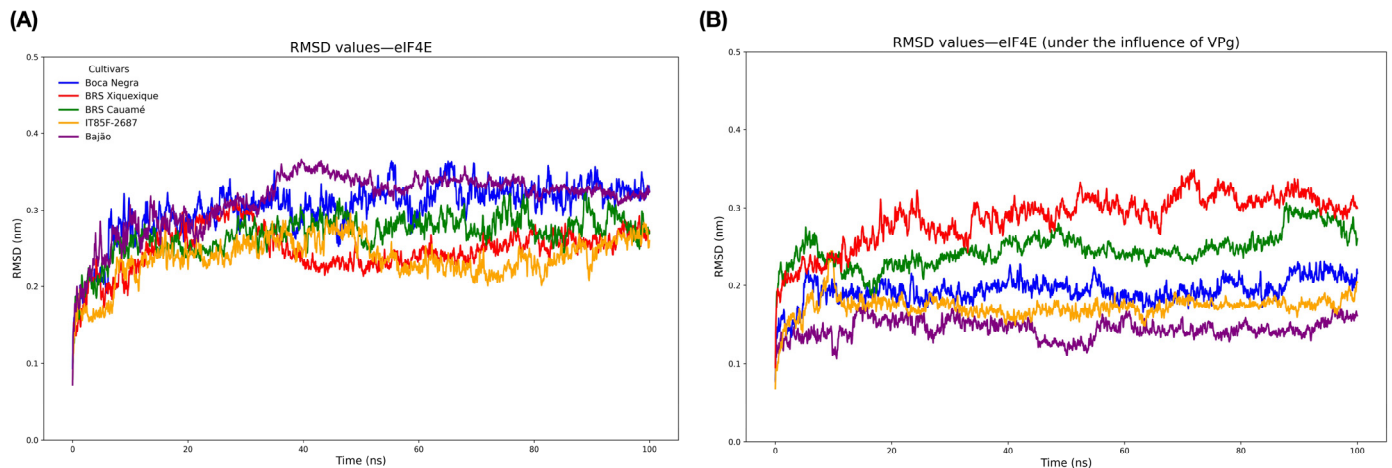 (A)
RMSD values—eIF4E
0.5
0.4
0.3
0.2
0.1
0.0
RMSD (nm)
Cultivars
Boca Negra
BRS Xiquexique
BRS Cauamé
IT85F-2687
Bajão
0
20
40
60
80
100
Time (ns)
(B)
RMSD values—eIF4E (under the influence of VPg)
0.5
0.4
0.3
0.2
0.1
0.0
RMSD (nm)
0
20
40
60
80
100
Time (ns)